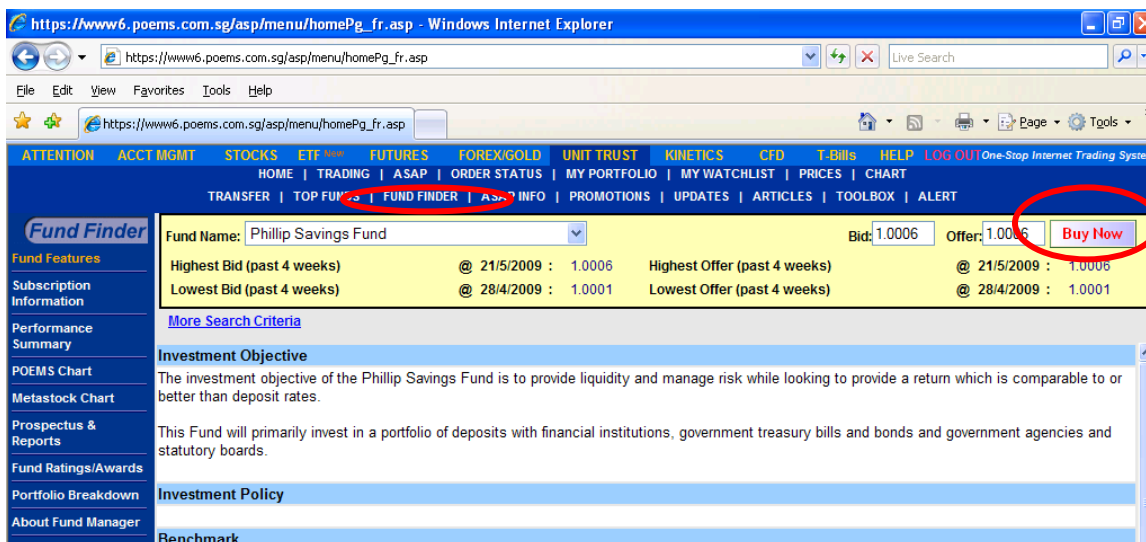 https://www6.poems.com.sg/asp/menu/homePg_fr.asp - Windows Internet Explorer
https://www6.poems.com.sg/asp/menu/homePg_fr.asp Live Search
File Edit View Favorites Tools Help
https://www6.poems.com.sg/asp/menu/homePg_fr.asp Page Tools
ATTENTION ACCT MGMT STOCKS ETF New FUTURES FOREX/GOLD UNIT TRUST KINETICS CFD T-Bills HELP LOG OUT One-Stop Internet Trading Syste
HOME | TRADING | ASAP | ORDER STATUS | MY PORTFOLIO | MY WATCHLIST | PRICES | CHART
TRANSFER | TOP FUNDS | FUND FINDER | ASAP INFO | PROMOTIONS | UPDATES | ARTICLES | TOOLBOX | ALERT
Fund Finder
Fund Name: Phillip Savings Fund Bid: 1.0006 Offer: 1.0006 Buy Now
Highest Bid (past 4 weeks) @ 21/5/2009 : 1.0006 Highest Offer (past 4 weeks) @ 21/5/2009 : 1.0006
Lowest Bid (past 4 weeks) @ 28/4/2009 : 1.0001 Lowest Offer (past 4 weeks) @ 28/4/2009 : 1.0001
More Search Criteria
Fund Features
Subscription
Information
Performance
Summary
POEMS Chart
Metastock Chart
Prospectus &
Reports
Fund Ratings/Awards
Portfolio Breakdown
About Fund Manager
Investment Objective
The investment objective of the Phillip Savings Fund is to provide liquidity and manage risk while looking to provide a return which is comparable to or
better than deposit rates.
This Fund will primarily invest in a portfolio of deposits with financial institutions, government treasury bills and bonds and government agencies and
statutory boards.
Investment Policy
Benchmark